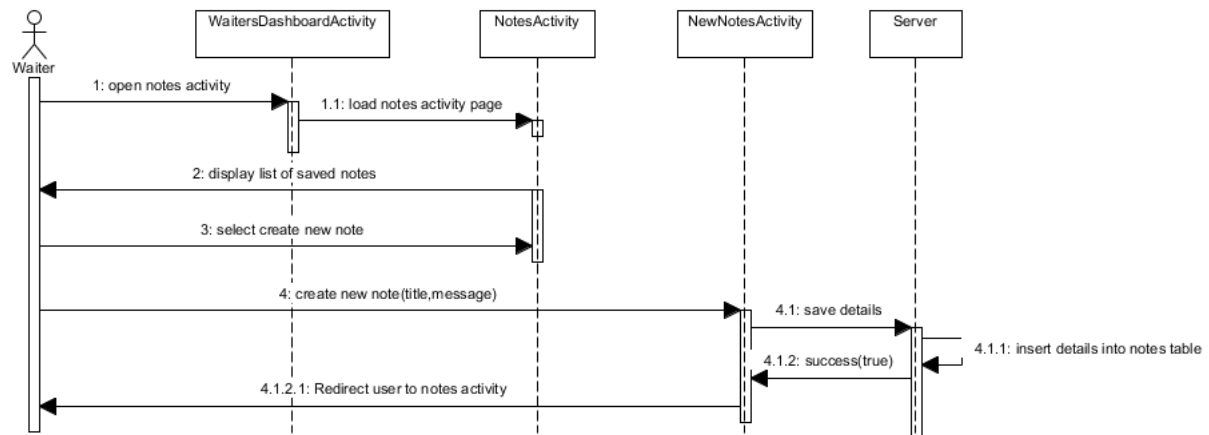 WaitersDashboardActivity
NotesActivity
NewNotesActivity
Server
Waiter
1: open notes activity
1.1: load notes activity page
2: display list of saved notes
3: select create new note
4: create new note(title,message)
4.1: save details
4.1.1: insert details into notes table
4.1.2: success(true)
4.1.2.1: Redirect user to notes activity